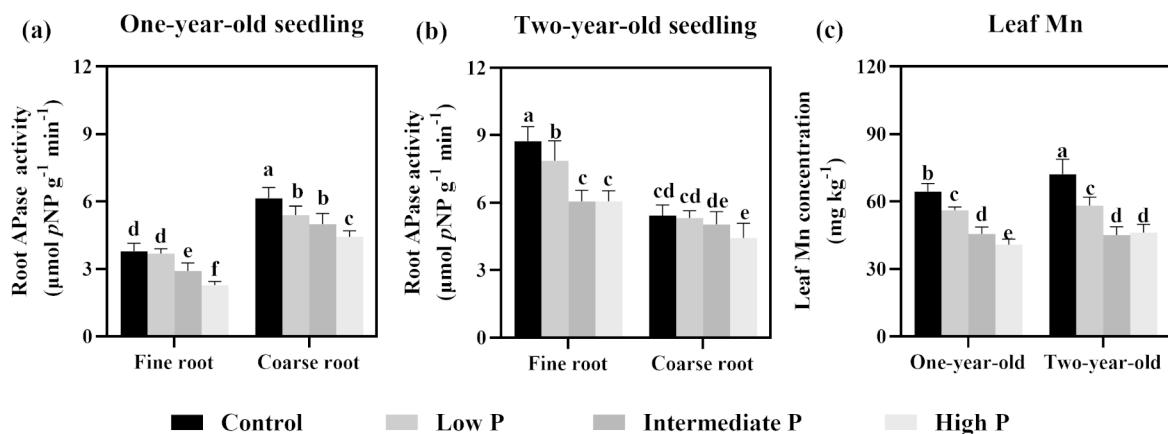 (a)
One-year-old seedling
Root APase activity
(μmol pNP g-1 min-1)
12
9
6
3
0
d
d
e
f
a
b
b
c
Fine root
Coarse root
(b)
Two-year-old seedling
Root APase activity
(μmol pNP g-1 min-1)
12
9
6
3
0
a
b
c
c
cd
cd
de
e
Fine root
Coarse root
(c)
Leaf Mn
Leaf Mn concentration
(mg kg-1)
120
90
60
30
0
b
c
d
e
a
c
d
d
One-year-old
Two-year-old
Control
Low P
Intermediate P
High P